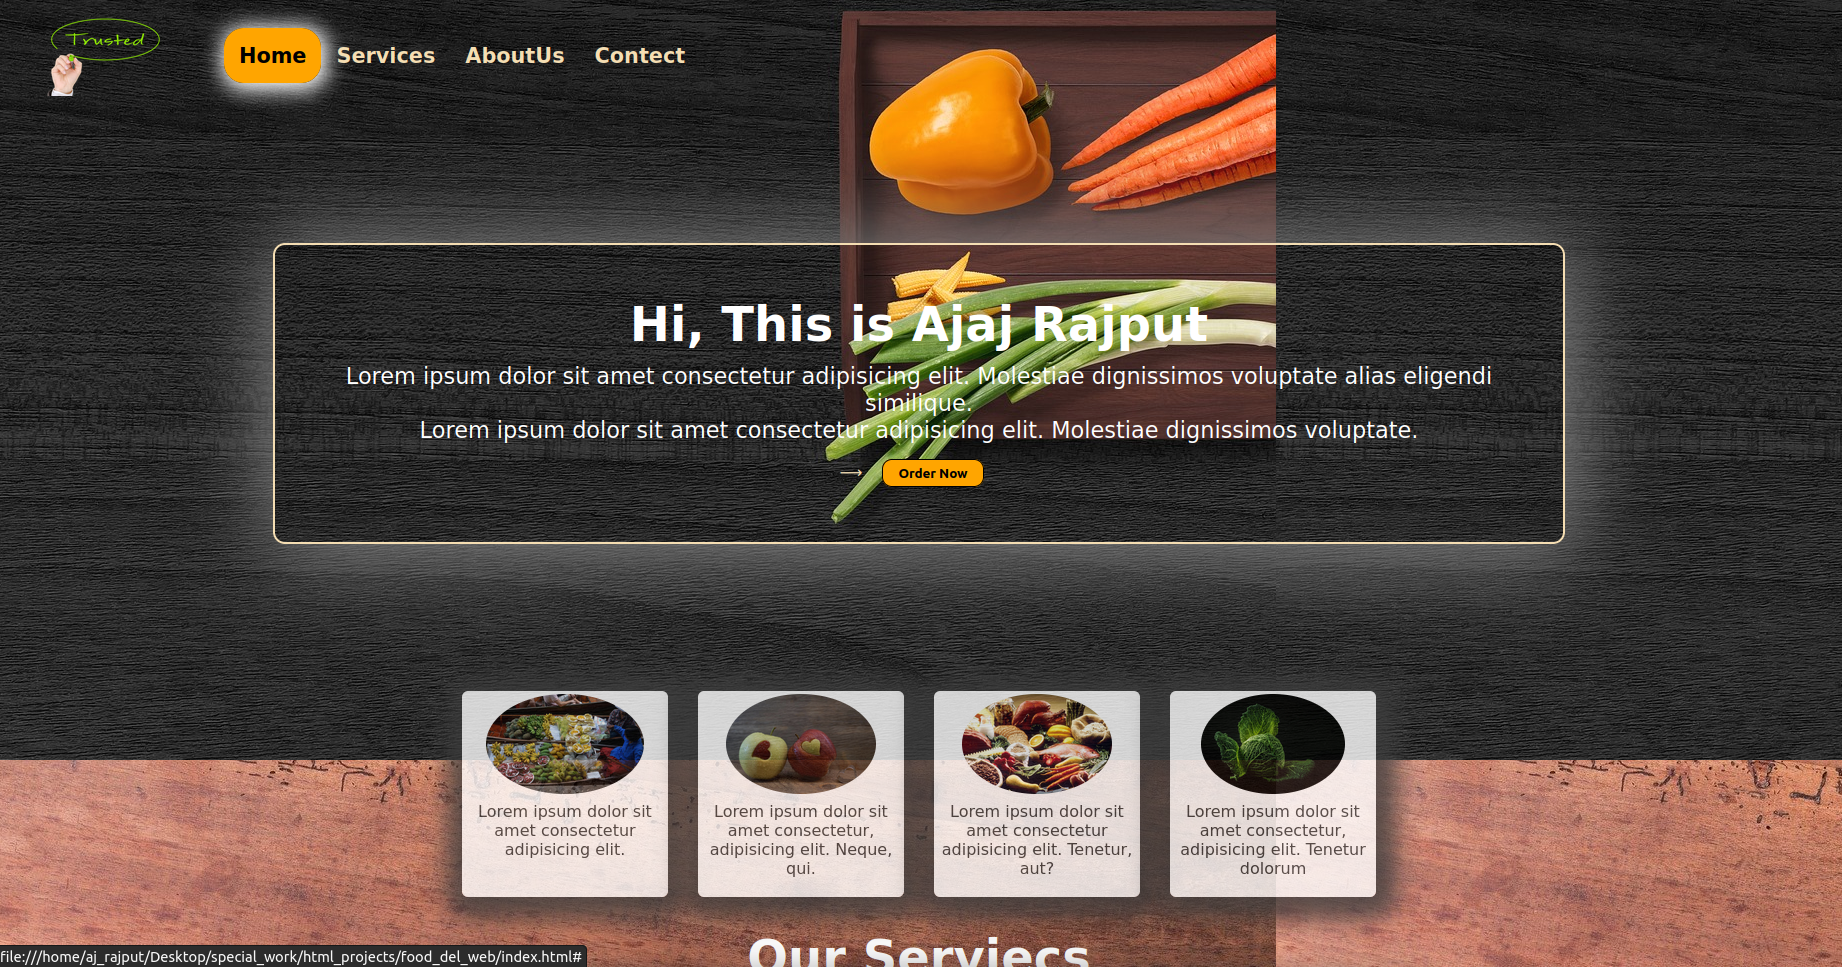 Trusted
Home Services AboutUs Contect
Hi, This is Ajaj Rajput
Lorem ipsum dolor sit amet consectetur adipisicing elit. Molestiae dignissimos voluptate alias eligendi
similique.
Lorem ipsum dolor sit amet consectetur adipisicing elit. Molestiae dignissimos voluptate.
→ Order Now
Lorem ipsum dolor sit
amet consectetur
adipisicing elit.
Lorem ipsum dolor sit
amet consectetur,
adipisicing elit. Neque,
qui.
Lorem ipsum dolor sit
amet consectetur
adipisicing elit. Tenetur,
aut?
Lorem ipsum dolor sit
amet consectetur,
adipisicing elit. Tenetur
dolorum
Our Serviecs
file:///home/aj_rajput/Desktop/special_work/html_projects/food_del_web/index.html#